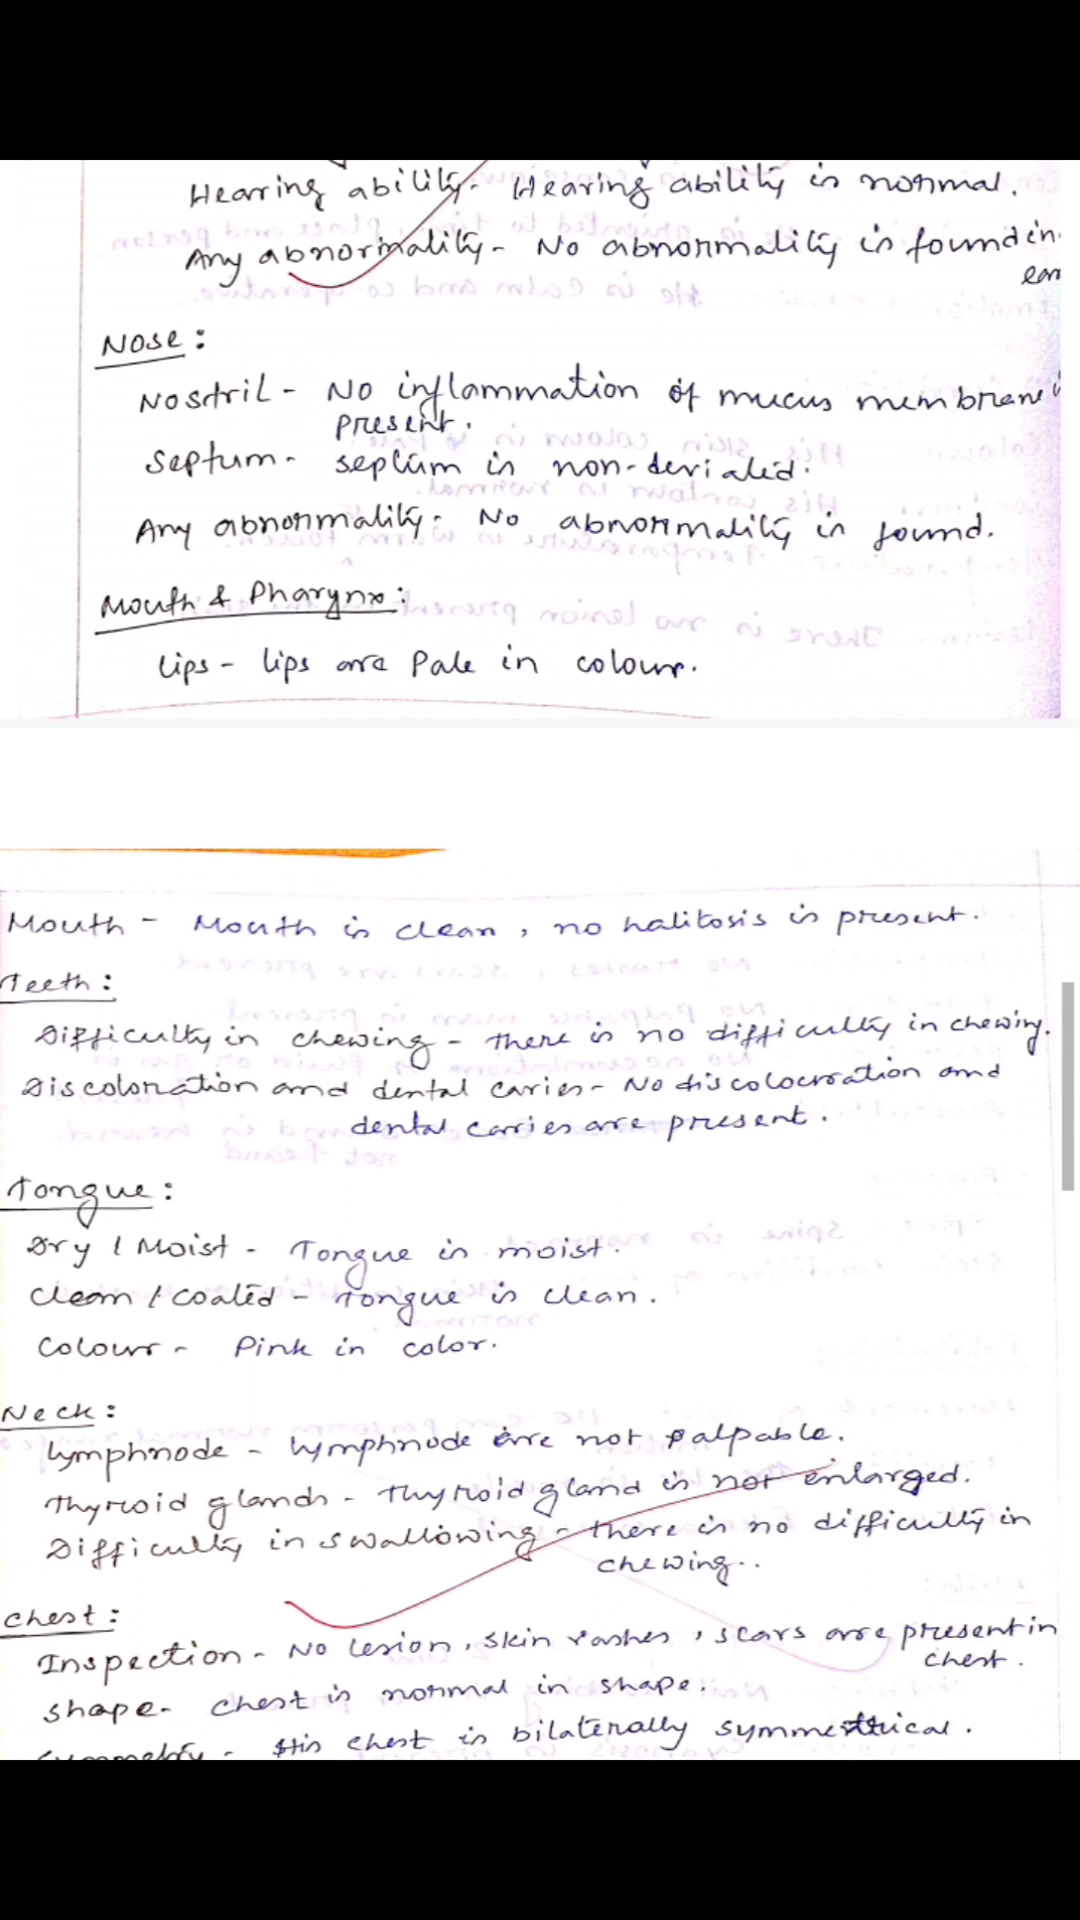 Hearing ability - Hearing ability is normal.
Any abnormality - No abnormality is found in
ear
Nose :
Nostril - No inflammation of mucus membrane
present.
Septum - septum is non-deviated.
Any abnormality - No abnormality is found.
Mouth & Pharynx :
Lips - lips are Pale in colour.
Mouth - Mouth is clean, no halitosis is present.
Teeth :
Difficulty in chewing - there is no difficulty in chewing.
Discoloration and dental caries - No discolouration and
dental caries are present.
Tongue :
Dry / Moist - Tongue is moist.
Clean / Coated - Tongue is clean.
Colour - Pink in color.
Neck :
Lymphnode - Lymphnode are not palpable.
Thyroid glands - Thyroid gland is not enlarged.
Difficulty in swallowing - there is no difficulty in
chewing..
Chest :
Inspection - No lesion, skin rashes, scars are present in
chest.
Shape - Chest is normal in shape.
Symmetry - His chest is bilaterally symmetrical.